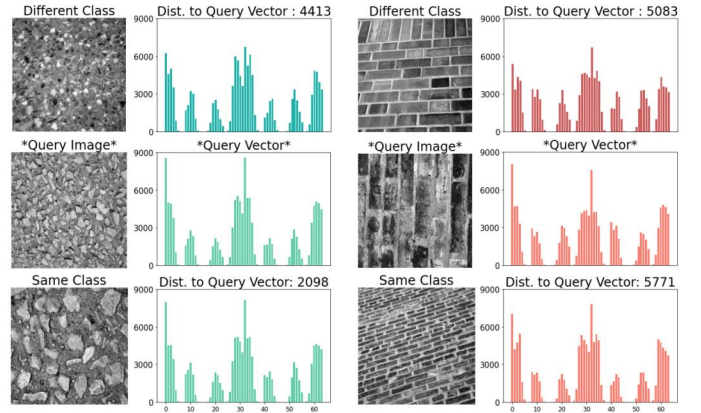 Different Class
Dist. to Query Vector : 4413
Different Class
Dist. to Query Vector : 5083
9000
6000
3000
0
9000
6000
3000
0
*Query Image*
*Query Vector*
*Query Image*
*Query Vector*
9000
6000
3000
0
9000
6000
3000
0
Same Class
Dist. to Query Vector: 2098
Same Class
Dist. to Query Vector: 5771
9000
6000
3000
0
9000
6000
3000
0
0 10 20 30 40 50 60
0 10 20 30 40 50 60